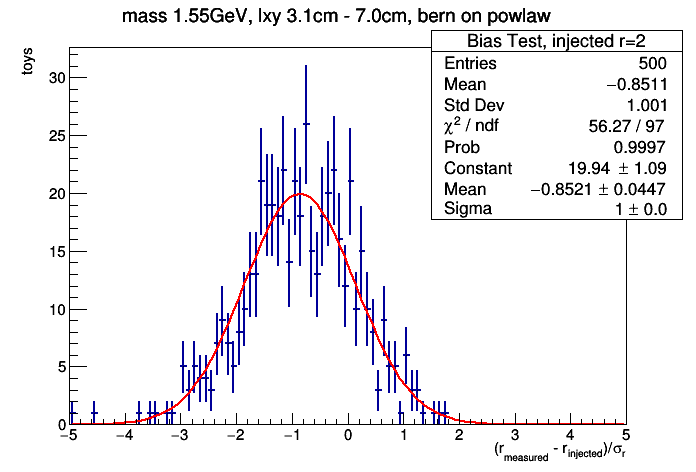 mass 1.55GeV, lxy 3.1cm - 7.0cm, bern on powlaw
Bias Test, injected r=2
Entries 500
Mean −0.8511
Std Dev 1.001
χ² / ndf 56.27 / 97
Prob 0.9997
Constant 19.94 ± 1.09
Mean −0.8521 ± 0.0447
Sigma 1 ± 0.0
toys
30
25
20
15
10
5
0
−5 −4 −3 −2 −1 0 1 2 3 4 5
(r_measured - r_injected)/σ_r